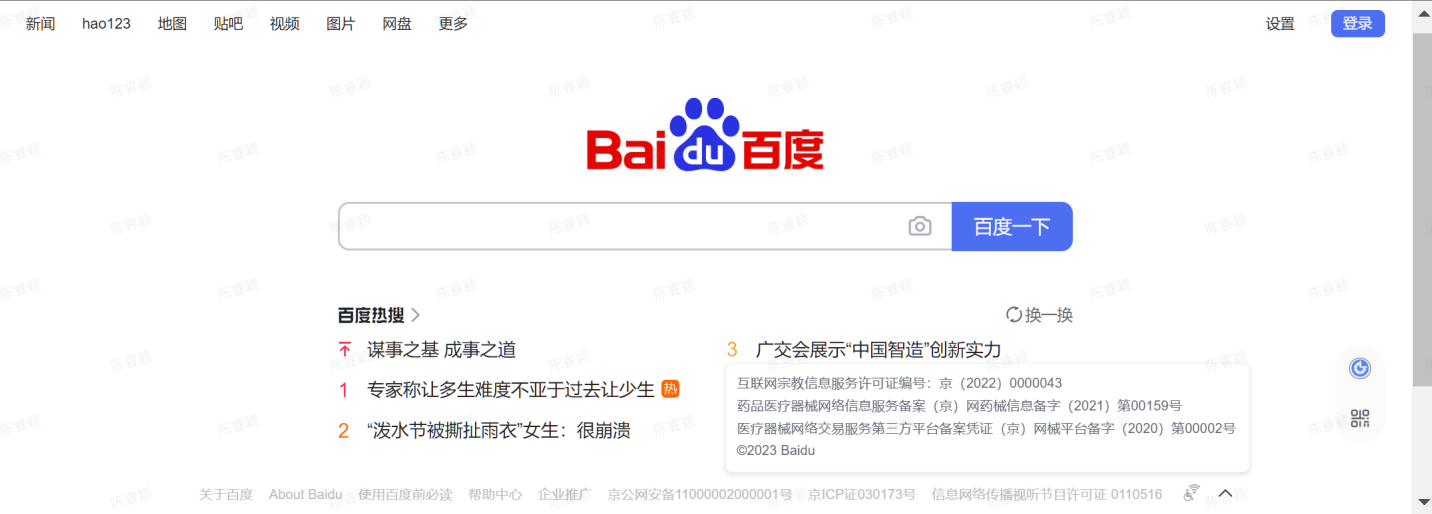 新闻 hao123 地图 贴吧 视频 图片 网盘 更多 设置 登录
Bai du 百度
百度一下
百度热搜 换一换
谋事之基 成事之道
1 专家称让多生难度不亚于过去让少生 热
2 “泼水节被撕扯雨衣”女生：很崩溃
3 广交会展示“中国智造”创新实力
互联网宗教信息服务许可证编号：京（2022）0000043
药品医疗器械网络信息服务备案（京）网药械信息备字（2021）第00159号
医疗器械网络交易服务第三方平台备案凭证（京）网械平台备字（2020）第00002号
©2023 Baidu
关于百度 About Baidu 使用百度前必读 帮助中心 企业推广 京公网安备11000002000001号 京ICP证030173号 信息网络传播视听节目许可证 0110516
陈睿颖